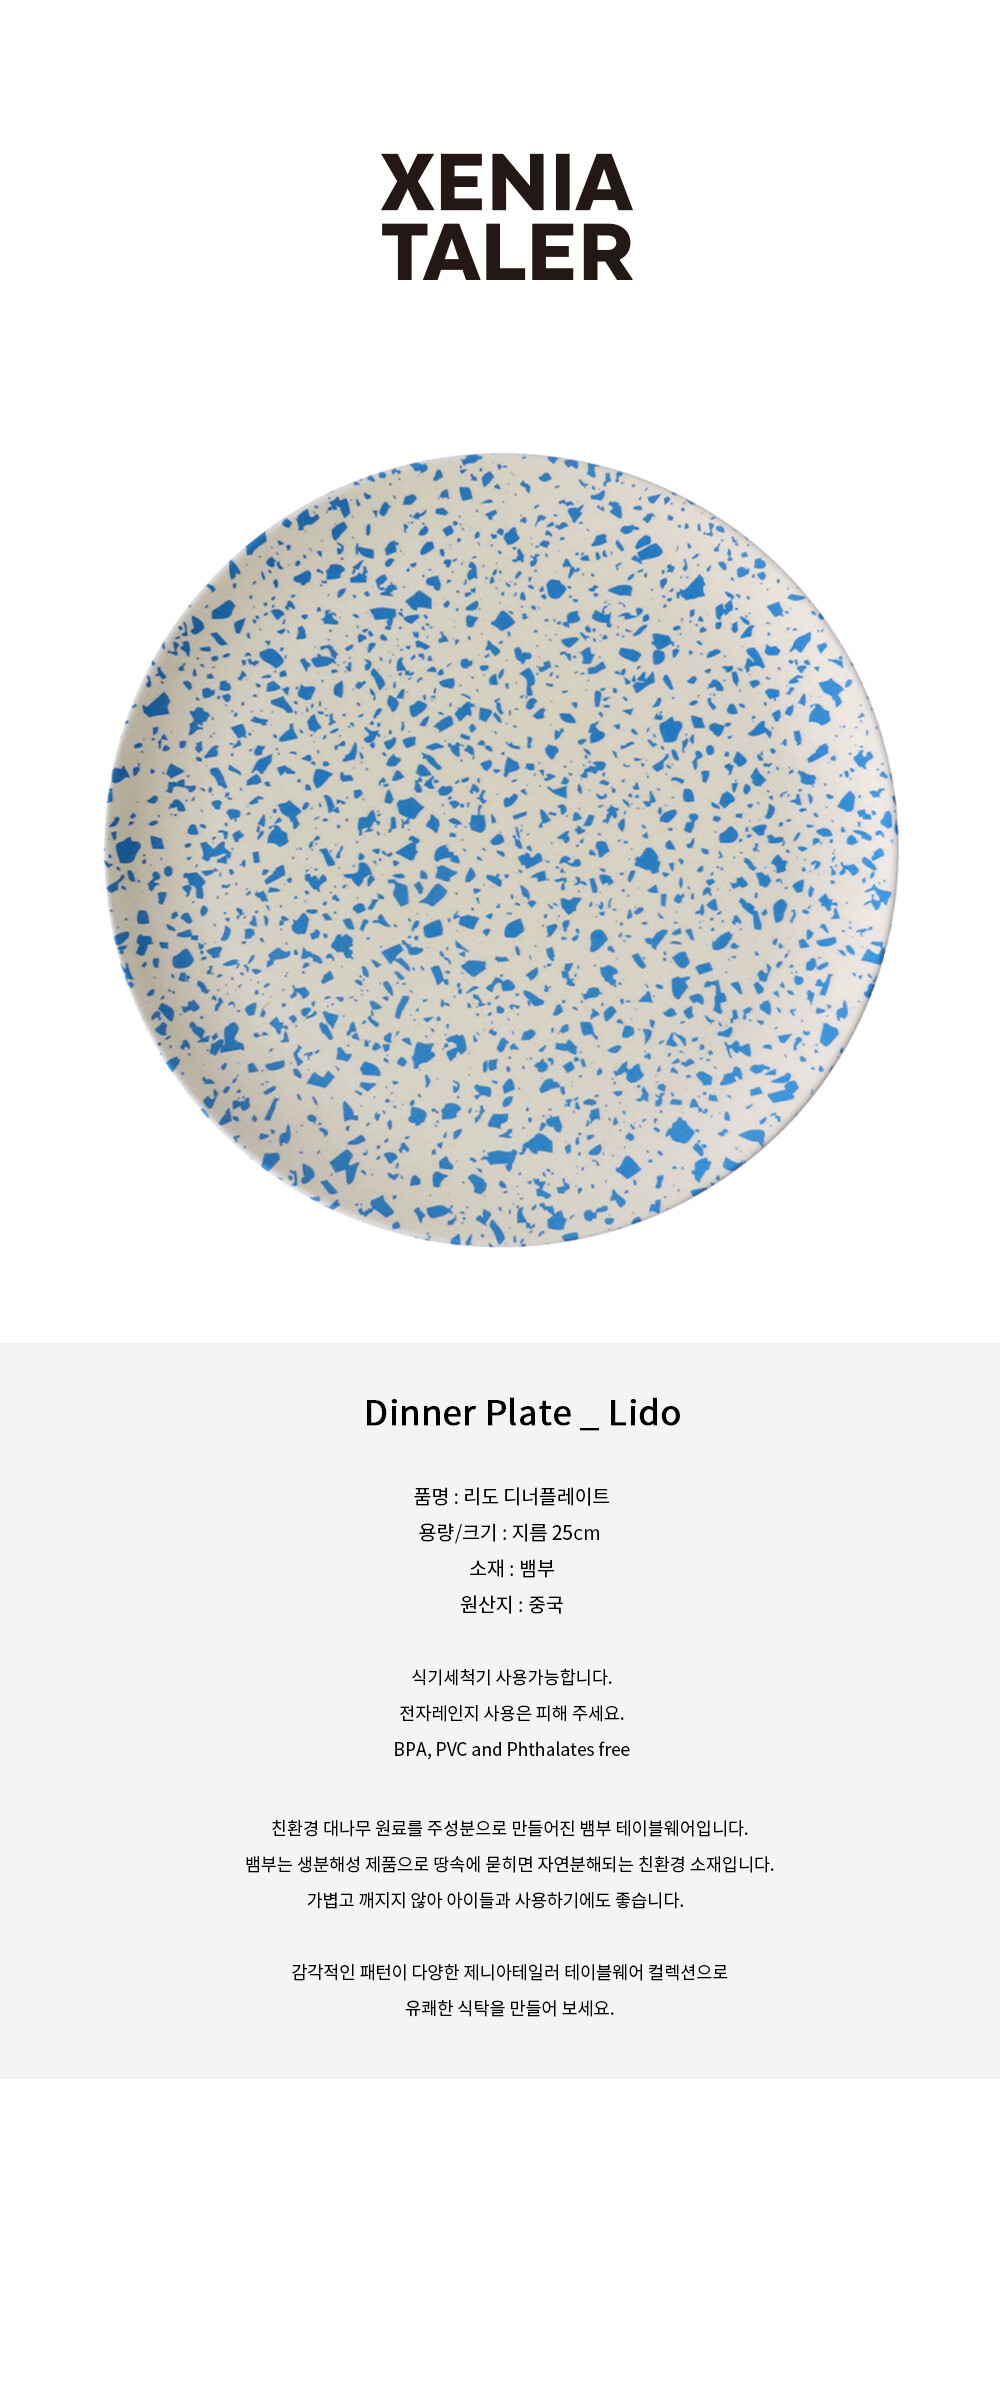 XENIA
TALER
Dinner Plate _ Lido
품명 : 리도 디너플레이트
용량/크기 : 지름 25cm
소재 : 뱀부
원산지 : 중국
식기세척기 사용가능합니다.
전자레인지 사용은 피해 주세요.
BPA, PVC and Phthalates free
친환경 대나무 원료를 주성분으로 만들어진 뱀부 테이블웨어입니다.
뱀부는 생분해성 제품으로 땅속에 묻히면 자연분해되는 친환경 소재입니다.
가볍고 깨지지 않아 아이들과 사용하기에도 좋습니다.
감각적인 패턴이 다양한 제니아테일러 테이블웨어 컬렉션으로
유쾌한 식탁을 만들어 보세요.